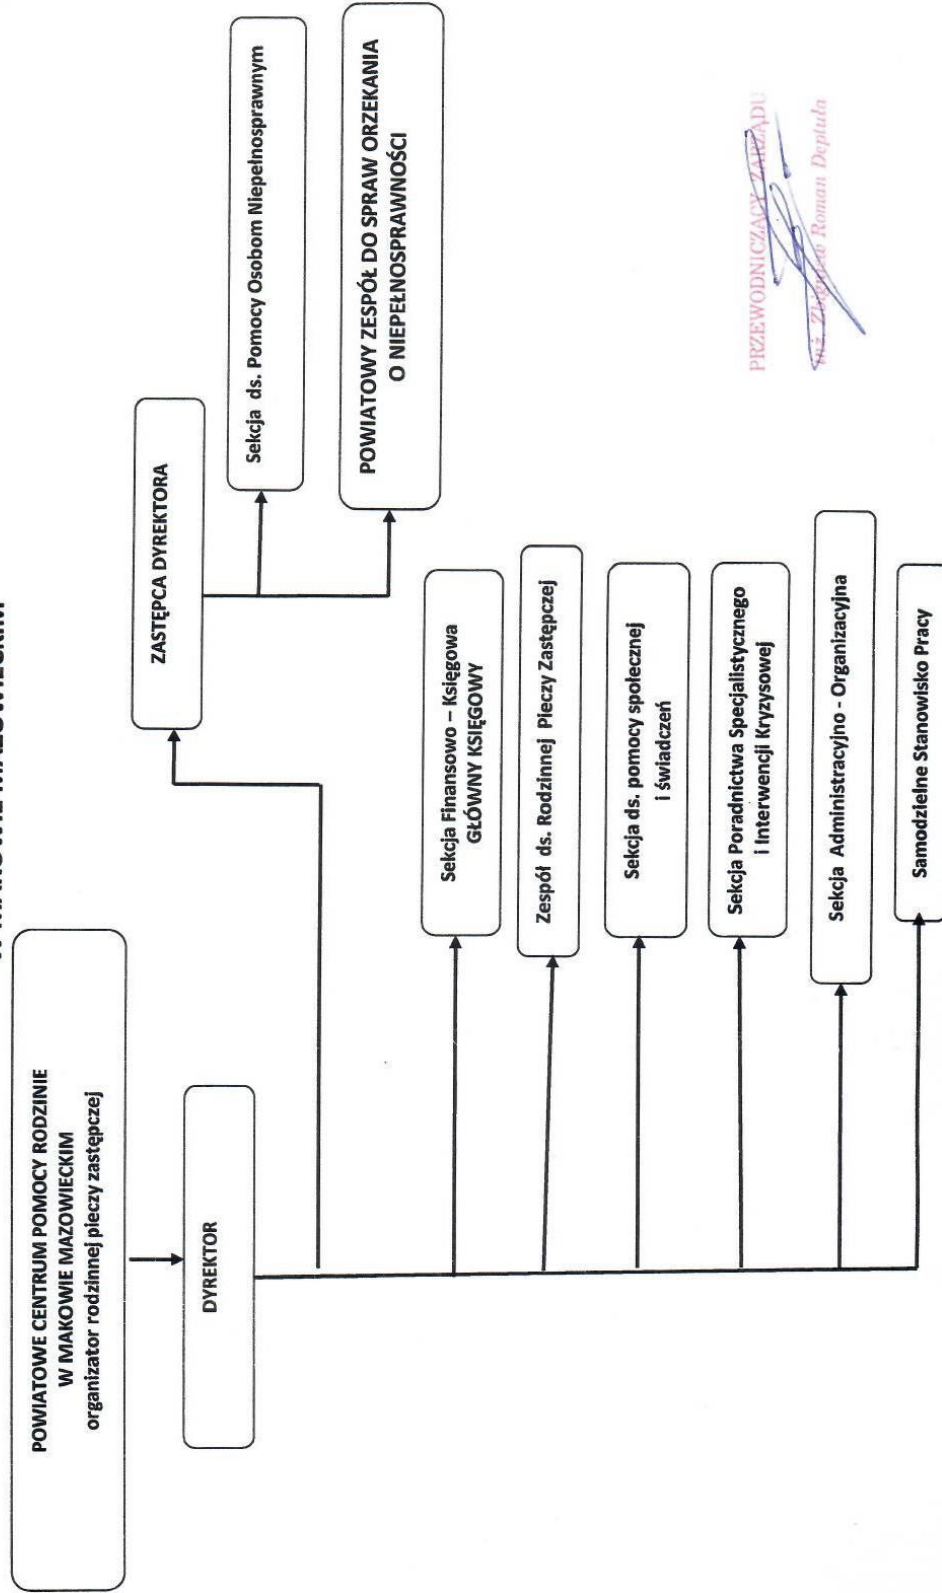 POWIATOWE CENTRUM POMOCY RODZINIE
W MAKOWIE MAZOWIECKIM
organizator rodzinnej pieczy zastępczej
DYREKTOR
ZASTĘPCA DYREKTORA
Sekcja ds. Pomocy Osobom Niepełnosprawnym
POWIATOWY ZESPÓŁ DO SPRAW ORZEKANIA
O NIEPEŁNOSPRAWNOŚCI
Sekcja Finansowo – Księgowa
GŁÓWNY KSIĘGOWY
Zespół ds. Rodzinnej Pieczy Zastępczej
Sekcja ds. pomocy społecznej
i świadczeń
Sekcja Poradnictwa Specjalistycznego
i Interwencji Kryzysowej
Sekcja Administracyjno - Organizacyjna
Samodzielne Stanowisko Pracy
PRZEWODNICZĄCY ZARZĄDU
inż. Zbigniew Roman Deptuła